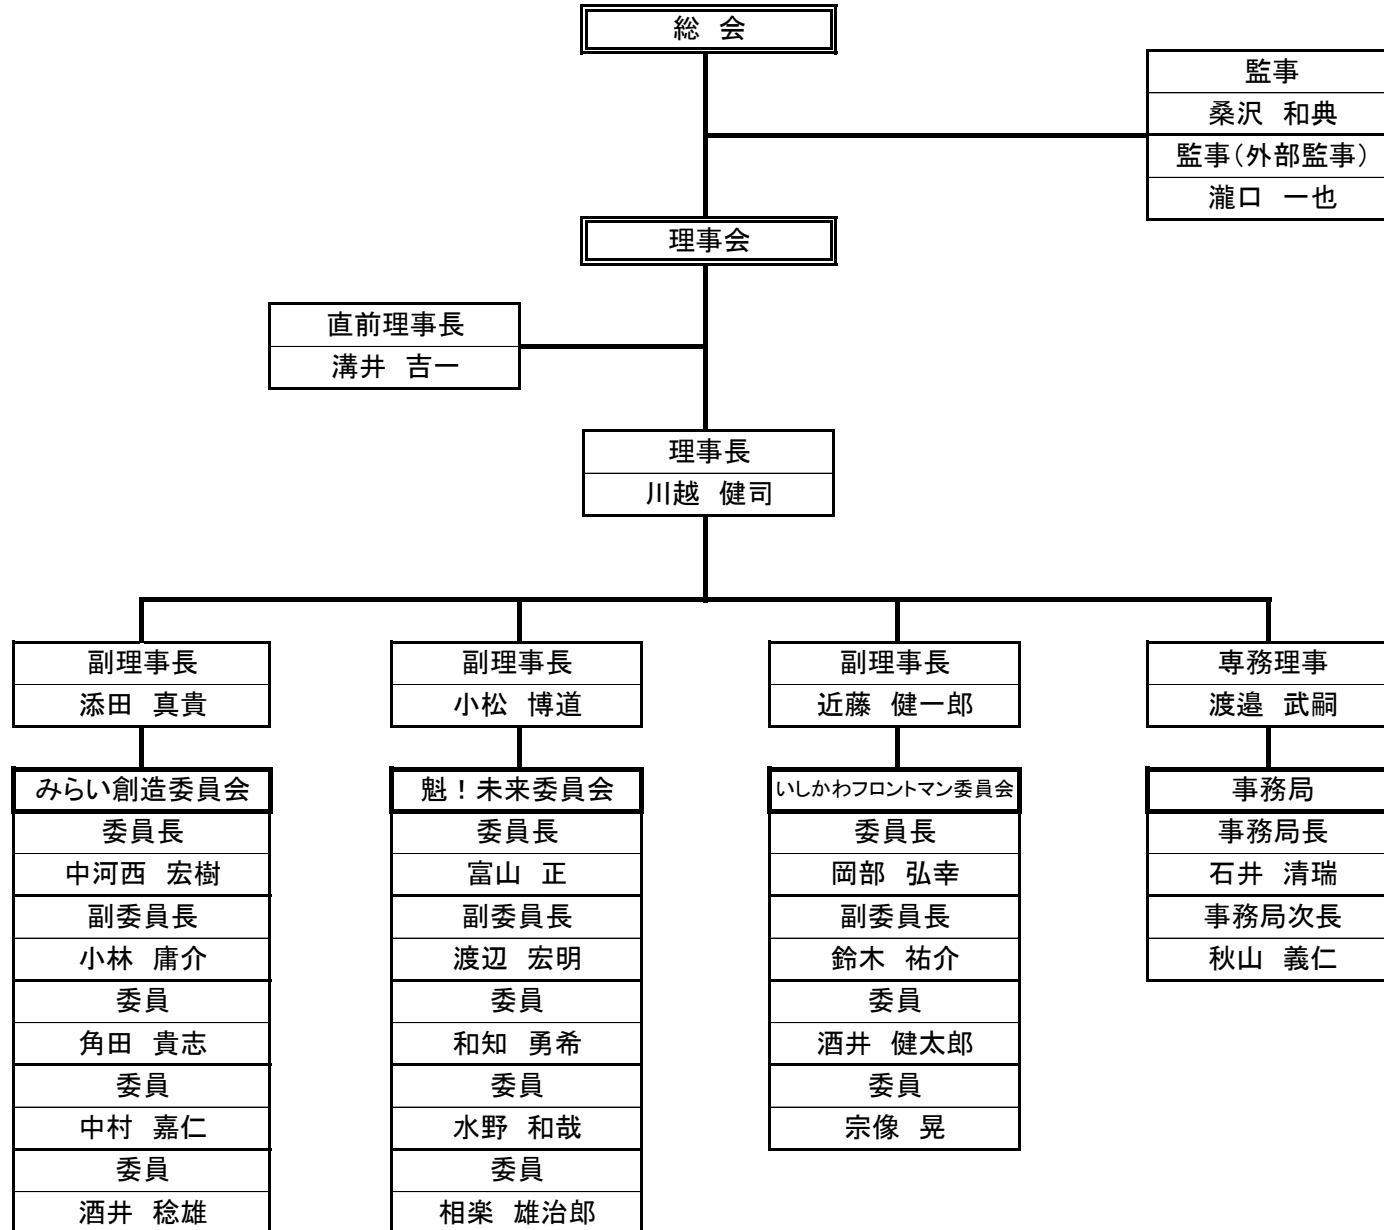 総　会
監事
桑沢　和典
監事（外部監事）
瀧口　一也
理事会
直前理事長
溝井　吉一
理事長
川越　健司
副理事長
添田　真貴
みらい創造委員会
委員長
中河西　宏樹
副委員長
小林　庸介
委員
角田　貴志
委員
中村　嘉仁
委員
酒井　稔雄
副理事長
小松　博道
魁！未来委員会
委員長
富山　正
副委員長
渡辺　宏明
委員
和知　勇希
委員
水野　和哉
委員
相楽　雄治郎
副理事長
近藤　健一郎
いしかわフロントマン委員会
委員長
岡部　弘幸
副委員長
鈴木　祐介
委員
酒井　健太郎
委員
宗像　晃
専務理事
渡邉　武嗣
事務局
事務局長
石井　清瑞
事務局次長
秋山　義仁